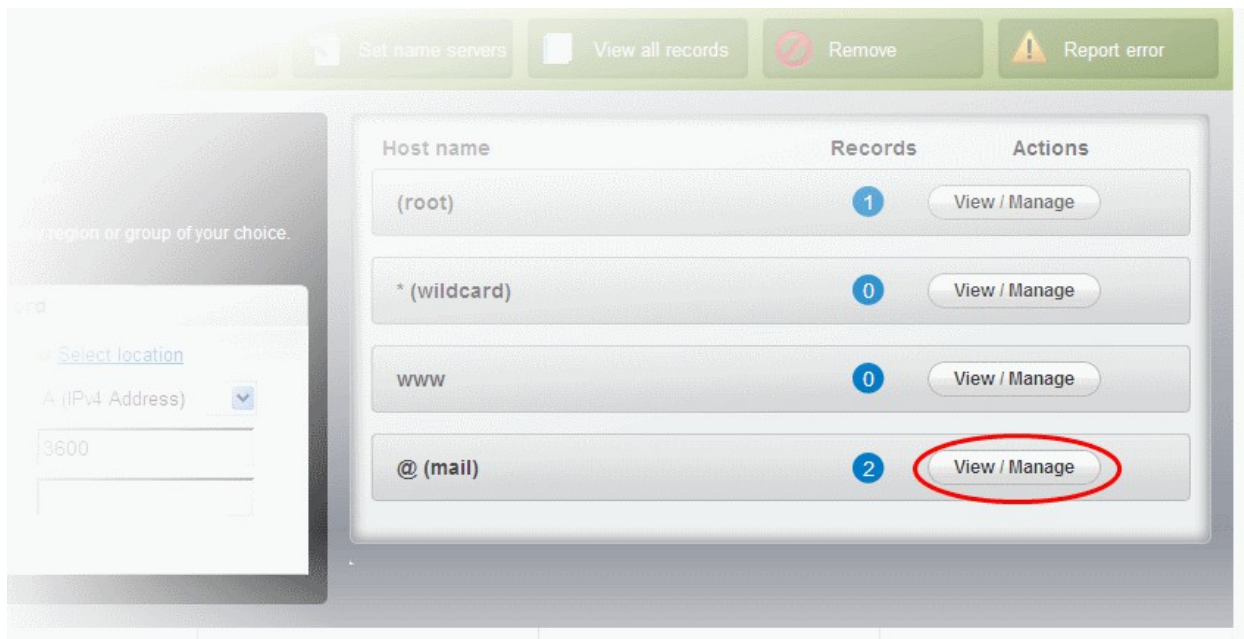 Set name servers View all records Remove Report error
region or group of your choice.
Select location
A (IPv4 Address)
3600
Host name Records Actions
(root) 1 View / Manage
* (wildcard) 0 View / Manage
www 0 View / Manage
@ (mail) 2 View / Manage